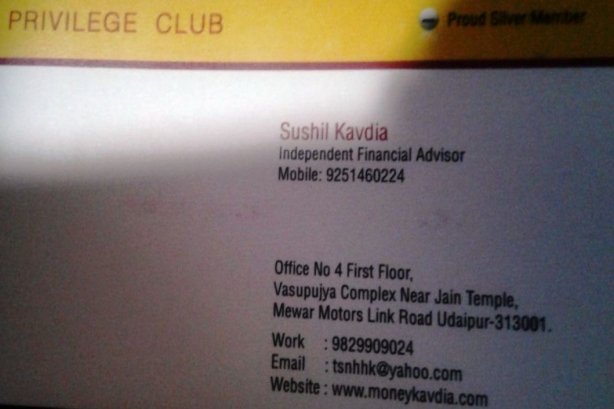 PRIVILEGE CLUB
Proud Silver Member
Sushil Kavdia
Independent Financial Advisor
Mobile: 9251460224
Office No 4 First Floor,
Vasupujya Complex Near Jain Temple,
Mewar Motors Link Road Udaipur-313001.
Work : 9829909024
Email : tsnhhk@yahoo.com
Website : www.moneykavdia.com